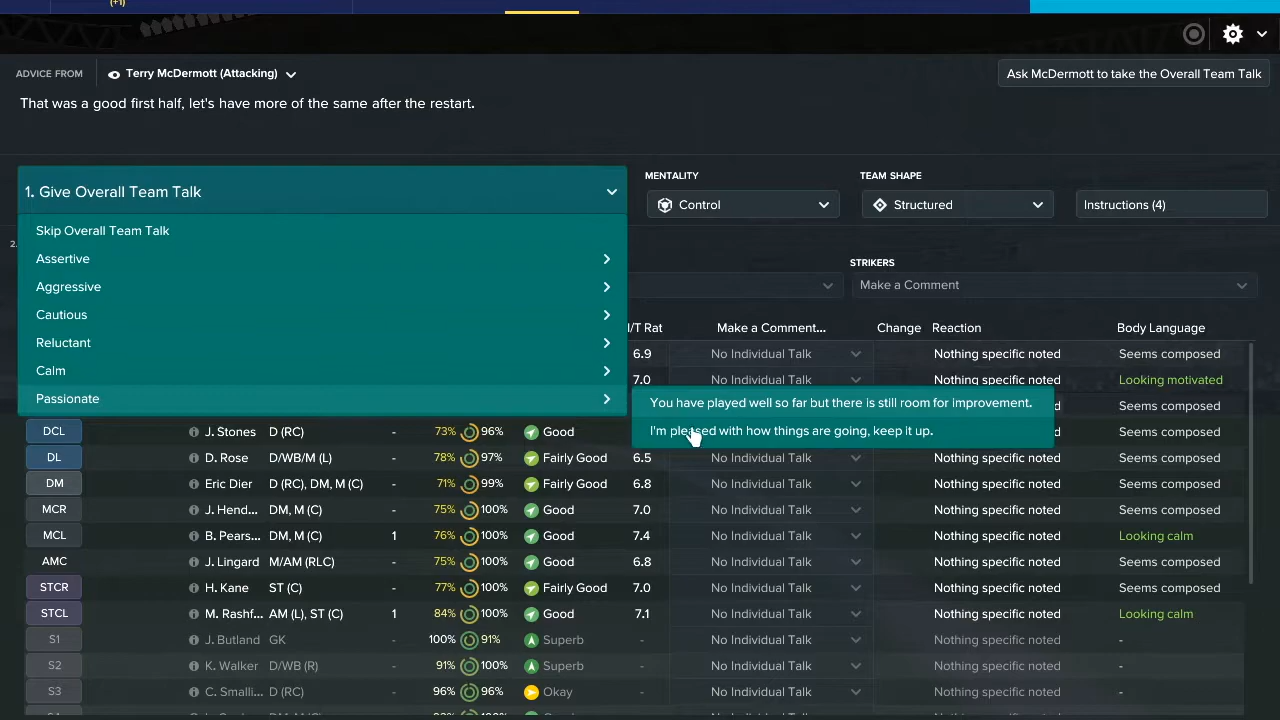 (+1)
ADVICE FROM Terry McDermott (Attacking) Ask McDermott to take the Overall Team Talk
That was a good first half, let's have more of the same after the restart.
1. Give Overall Team Talk
MENTALITY TEAM SHAPE
Control Structured Instructions (4)
Skip Overall Team Talk
2.
Assertive
Aggressive
Cautious
Reluctant
Calm
Passionate
You have played well so far but there is still room for improvement.
I'm pleased with how things are going, keep it up.
STRIKERS
Make a Comment
/T Rat Make a Comment... Change Reaction Body Language
6.9 No Individual Talk Nothing specific noted Seems composed
7.0 No Individual Talk Nothing specific noted Looking motivated
Seems composed
DCL J. Stones D (RC) - 73% 96% Good Seems composed
DL D. Rose D/WB/M (L) - 78% 97% Fairly Good 6.5 No Individual Talk Nothing specific noted Seems composed
DM Eric Dier D (RC), DM, M (C) - 71% 99% Fairly Good 6.8 No Individual Talk Nothing specific noted Seems composed
MCR J. Hend... DM, M (C) - 75% 100% Good 7.0 No Individual Talk Nothing specific noted Seems composed
MCL B. Pears... DM, M (C) 1 76% 100% Good 7.4 No Individual Talk Nothing specific noted Looking calm
AMC J. Lingard M/AM (RLC) - 75% 100% Good 6.8 No Individual Talk Nothing specific noted Seems composed
STCR H. Kane ST (C) - 77% 100% Fairly Good 7.0 No Individual Talk Nothing specific noted Seems composed
STCL M. Rashf... AM (L), ST (C) 1 84% 100% Good 7.1 No Individual Talk Nothing specific noted Looking calm
S1 J. Butland GK 100% 91% Superb - No Individual Talk Nothing specific noted -
S2 K. Walker D/WB (R) 91% 100% Superb - No Individual Talk Nothing specific noted -
S3 C. Smalli... D (RC) 96% 96% Okay - No Individual Talk Nothing specific noted -